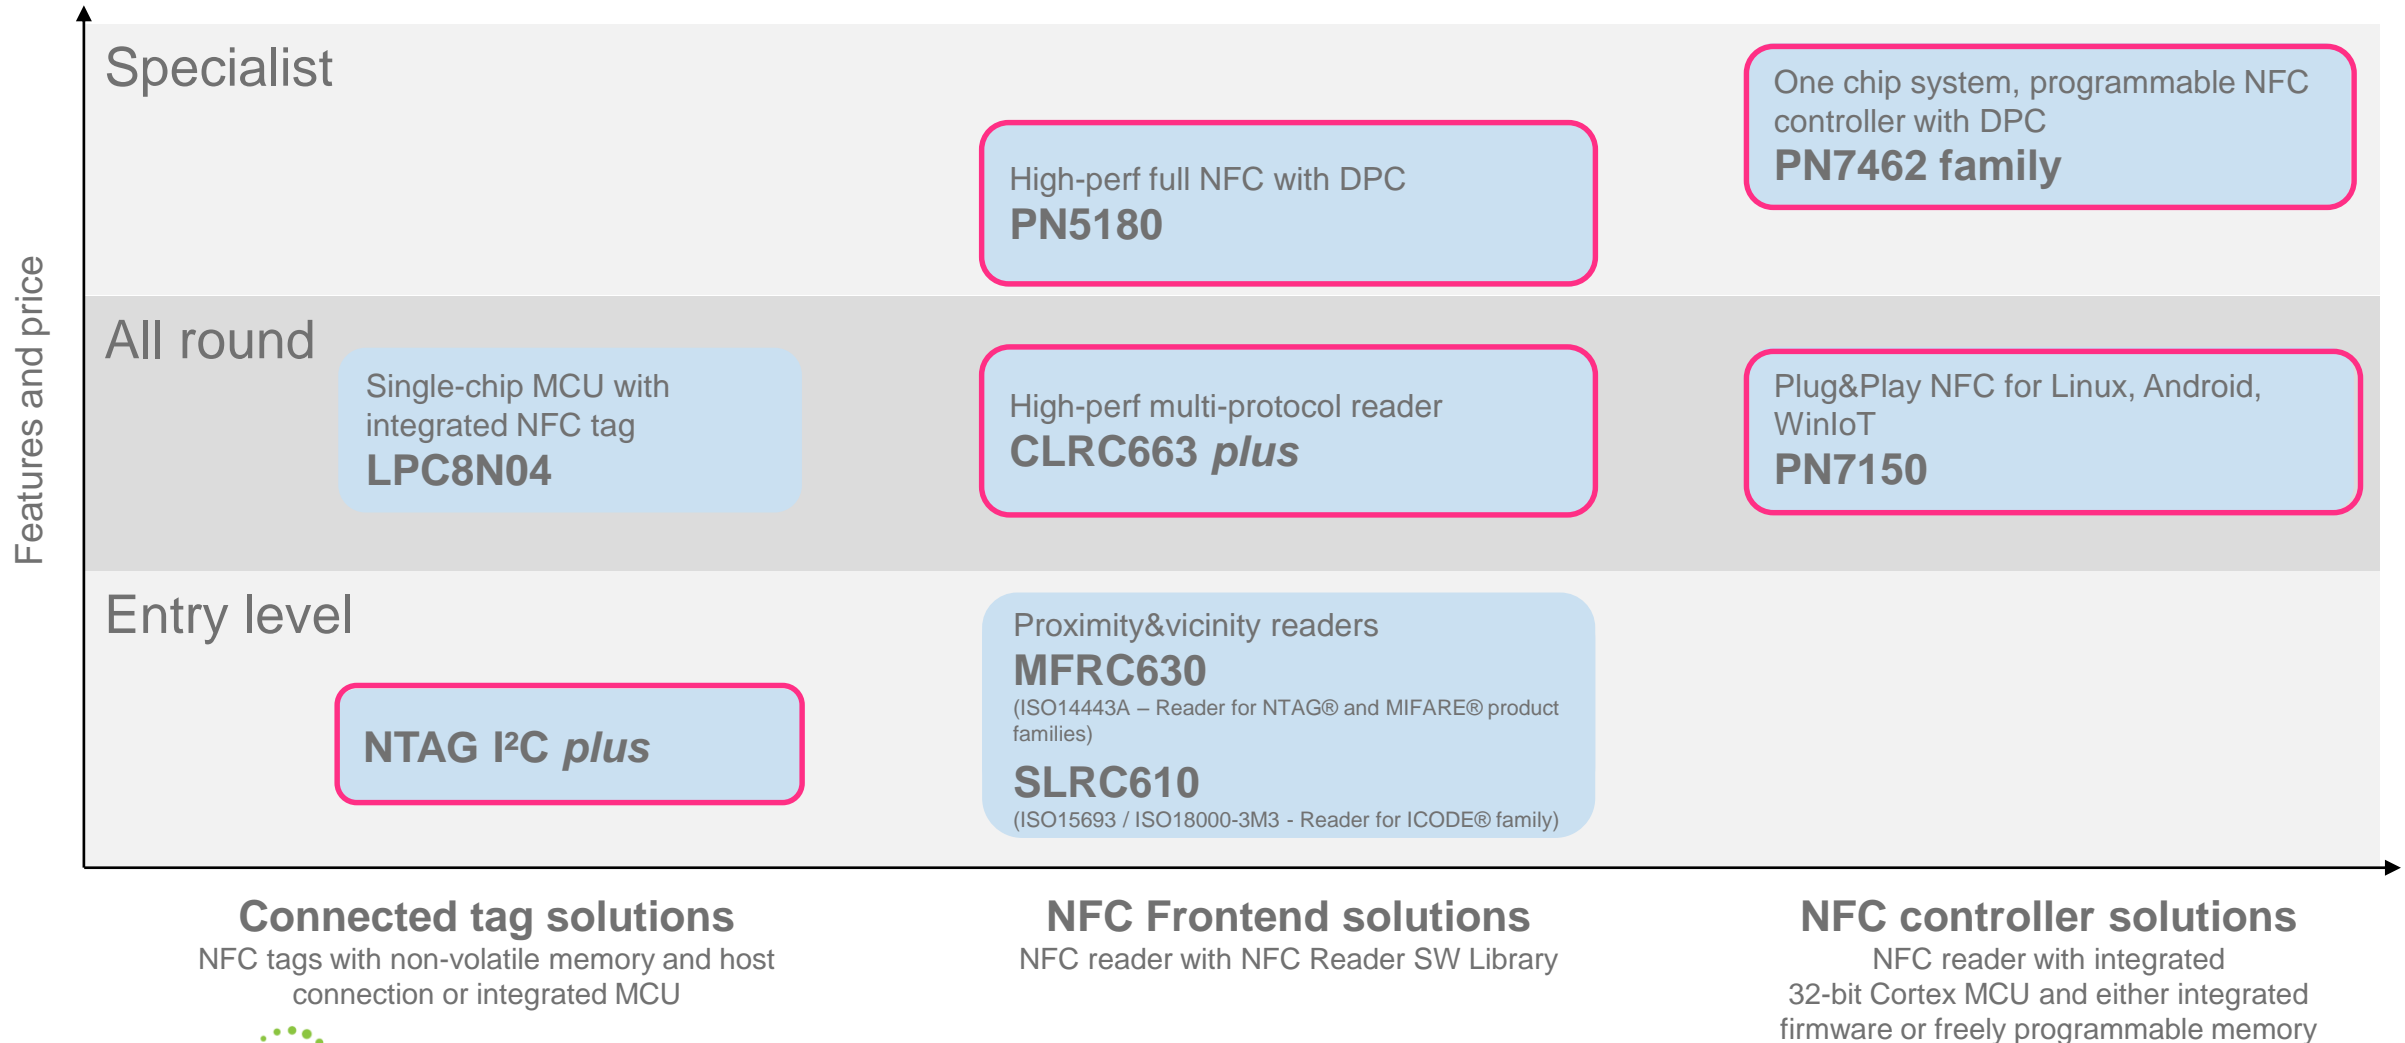 Features and price
Specialist
One chip system, programmable NFC
controller with DPC
PN7462 family
High-perf full NFC with DPC
PN5180
All round
Single-chip MCU with
integrated NFC tag
LPC8N04
High-perf multi-protocol reader
CLRC663 plus
Plug&Play NFC for Linux, Android,
WinIoT
PN7150
Entry level
NTAG I²C plus
Proximity&vicinity readers
MFRC630
(ISO14443A – Reader for NTAG® and MIFARE® product
families)
SLRC610
(ISO15693 / ISO18000-3M3 - Reader for ICODE® family)
Connected tag solutions
NFC tags with non-volatile memory and host
connection or integrated MCU
NFC Frontend solutions
NFC reader with NFC Reader SW Library
NFC controller solutions
NFC reader with integrated
32-bit Cortex MCU and either integrated
firmware or freely programmable memory